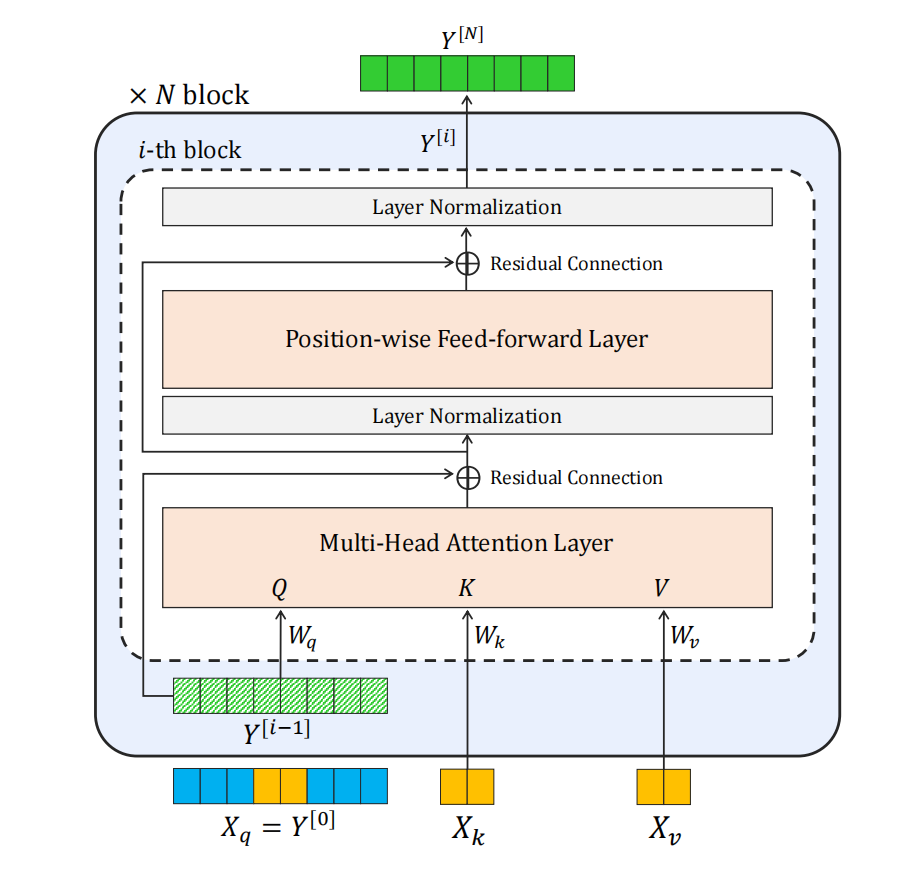 Y^[N]
× N block
Y^[i]
i-th block
Layer Normalization
Residual Connection
Position-wise Feed-forward Layer
Layer Normalization
Residual Connection
Multi-Head Attention Layer
Q K V
W_q W_k W_v
Y^[i−1]
X_q = Y^[0] X_k X_v